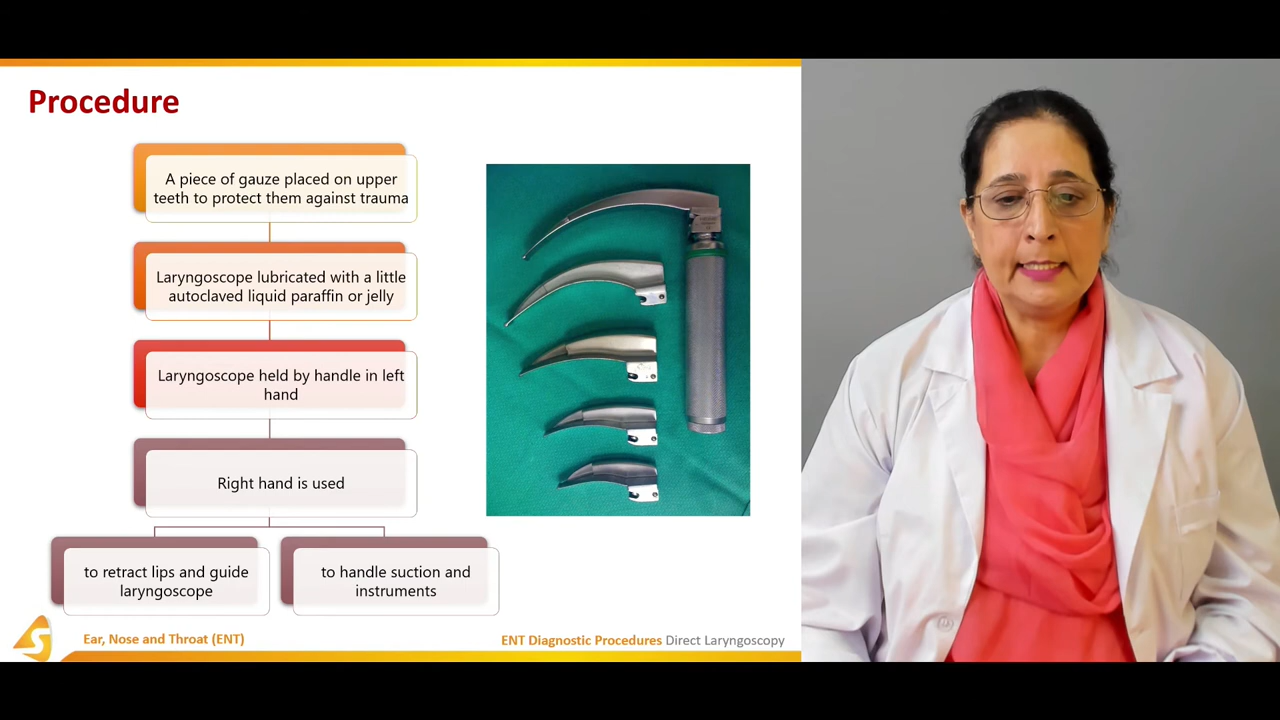 Procedure
A piece of gauze placed on upper
teeth to protect them against trauma
Laryngoscope lubricated with a little
autoclaved liquid paraffin or jelly
Laryngoscope held by handle in left
hand
Right hand is used
to retract lips and guide
laryngoscope
to handle suction and
instruments
Ear, Nose and Throat (ENT)
ENT Diagnostic Procedures Direct Laryngoscopy